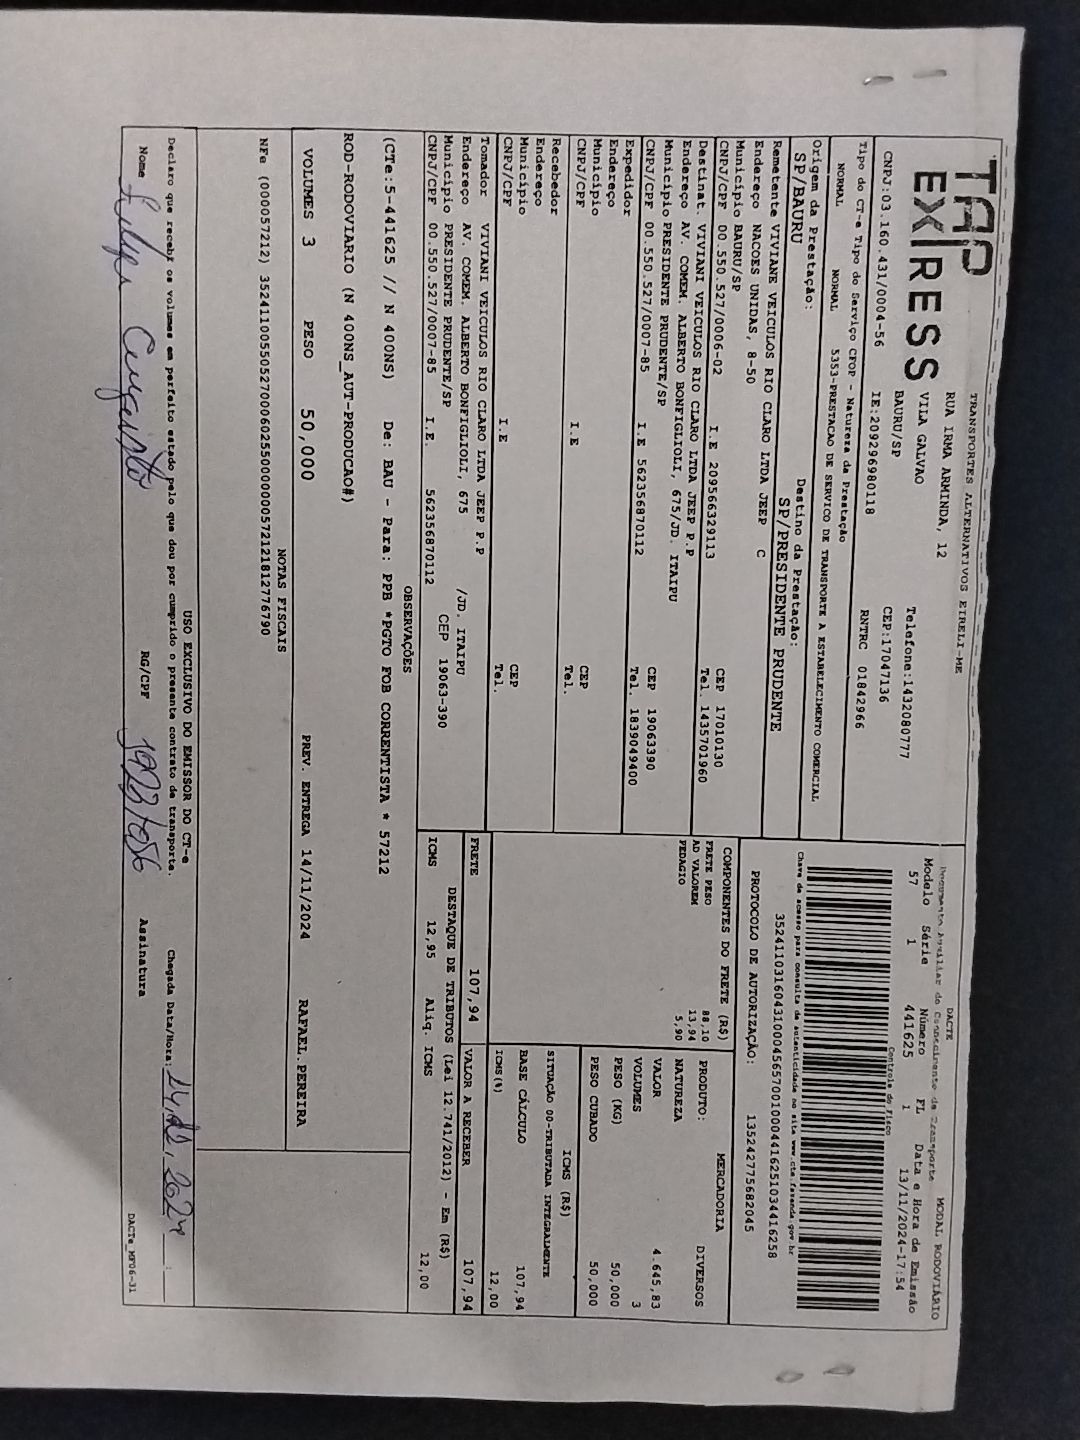 TRANSPORTES ALTERNATIVOS EIRELI-ME
TAP
EXPRESS
RUA IRMA ARMINDA, 12
VILA GALVAO
BAURU/SP
Telefone:1432080777
CEP:17047136
CNPJ:03.160.431/0004-56 IE:209296980118 RNTRC 01842966
DACTE MODAL RODOVIÁRIO
Documento Auxiliar do Conhecimento de Transporte
Modelo Série Número FL Data e Hora de Emissão
57 1 441625 1 13/11/2024-17:54
Controle do Fisco
Chave de acesso para consulta de autenticidade no site www.cte.fazenda.gov.br
PROTOCOLO DE AUTORIZAÇÃO: 135242775682045
Tipo do CT-e Tipo do Serviço CFOP - Natureza da Prestação
NORMAL NORMAL 5353-PRESTACAO DE SERVICO DE TRANSPORTE A ESTABELECIMENTO COMERCIAL
Origem da Prestação: Destino da Prestação:
SP/BAURU SP/PRESIDENTE PRUDENTE
Remetente VIVIANE VEICULOS RIO CLARO LTDA JEEP C
Endereço NACOES UNIDAS, 8-50
Município BAURU/SP CEP 17010130
CNPJ/CPF 00.550.527/0006-02 I.E 209566329113 Tel. 1435701960
Destinat. VIVIANI VEICULOS RIO CLARO LTDA JEEP P.P
Endereço AV. COMEM. ALBERTO BONFIGLIOLI, 675/JD. ITAIPU
Município PRESIDENTE PRUDENTE/SP CEP 19063390
CNPJ/CPF 00.550.527/0007-85 I.E 562356870112 Tel. 1839049400
Expedidor
Endereço
Município CEP
CNPJ/CPF I.E Tel.
Recebedor
Endereço
Município CEP
CNPJ/CPF I.E Tel.
Tomador VIVIANI VEICULOS RIO CLARO LTDA JEEP P.P
Endereço AV. COMEM. ALBERTO BONFIGLIOLI, 675 /JD. ITAIPU
Município PRESIDENTE PRUDENTE/SP CEP 19063-390
CNPJ/CPF 00.550.527/0007-85 I.E. 562356870112
COMPONENTES DO FRETE (R$)
FRETE PESO 88,10
AD VALOREM 13,94
PEDAGIO 5,90
MERCADORIA
PRODUTO: DIVERSOS
NATUREZA
VALOR 4.645,83
VOLUMES 3
PESO (KG) 50,000
PESO CUBADO 50,000
ICMS (R$)
SITUAÇÃO 00-TRIBUTADA INTEGRALMENTE
BASE CÁLCULO 107,94
ICMS(%) 12,00
FRETE 107,94 VALOR A RECEBER 107,94
DESTAQUE DE TRIBUTOS (Lei 12.741/2012) - Em (R$)
ICMS 12,95 Aliq. ICMS 12,00
OBSERVAÇÕES
(CTe:5-441625 // N 400NS) De: BAU - Para: PPB *PGTO FOB CORRENTISTA * 57212
ROD-RODOVIARIO (N 400NS_AUT-PRODUCAO#)
VOLUMES 3 PESO 50,000 PREV. ENTREGA 14/11/2024 RAFAEL.PEREIRA
NOTAS FISCAIS
USO EXCLUSIVO DO EMISSOR DO CT-e
Declaro que recebi os volumes em perfeito estado pelo que dou por cumprido o presente contrato de transporte. Chegada Data/Hora:
Nome RG/CPF Assinatura
DACTe_MP06-31